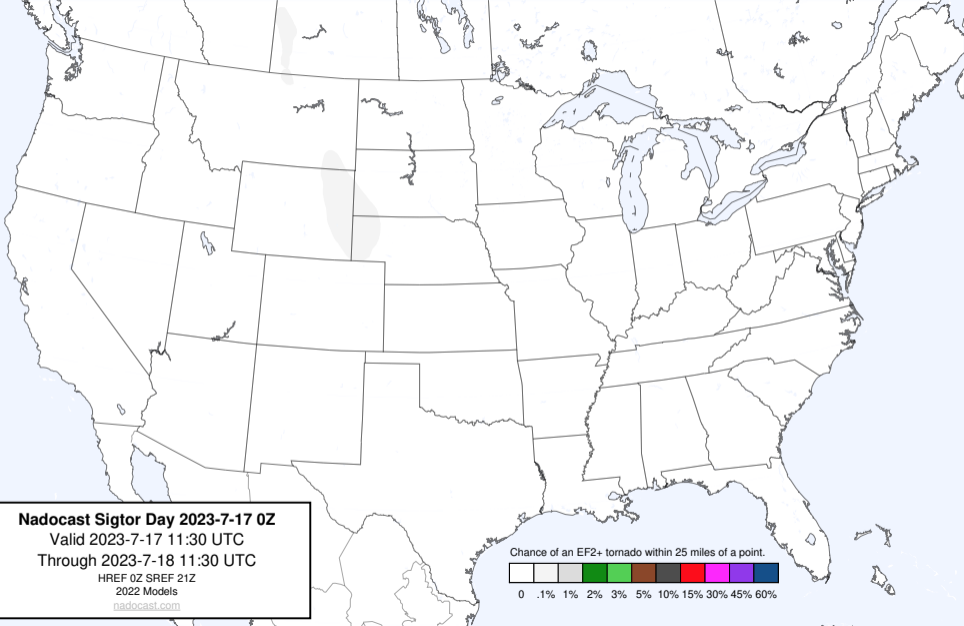 Nadocast Sigtor Day 2023-7-17 0Z
Valid 2023-7-17 11:30 UTC
Through 2023-7-18 11:30 UTC
HREF 0Z SREF 21Z
2022 Models
nadocast.com
Chance of an EF2+ tornado within 25 miles of a point.
0 .1% 1% 2% 3% 5% 10% 15% 30% 45% 60%